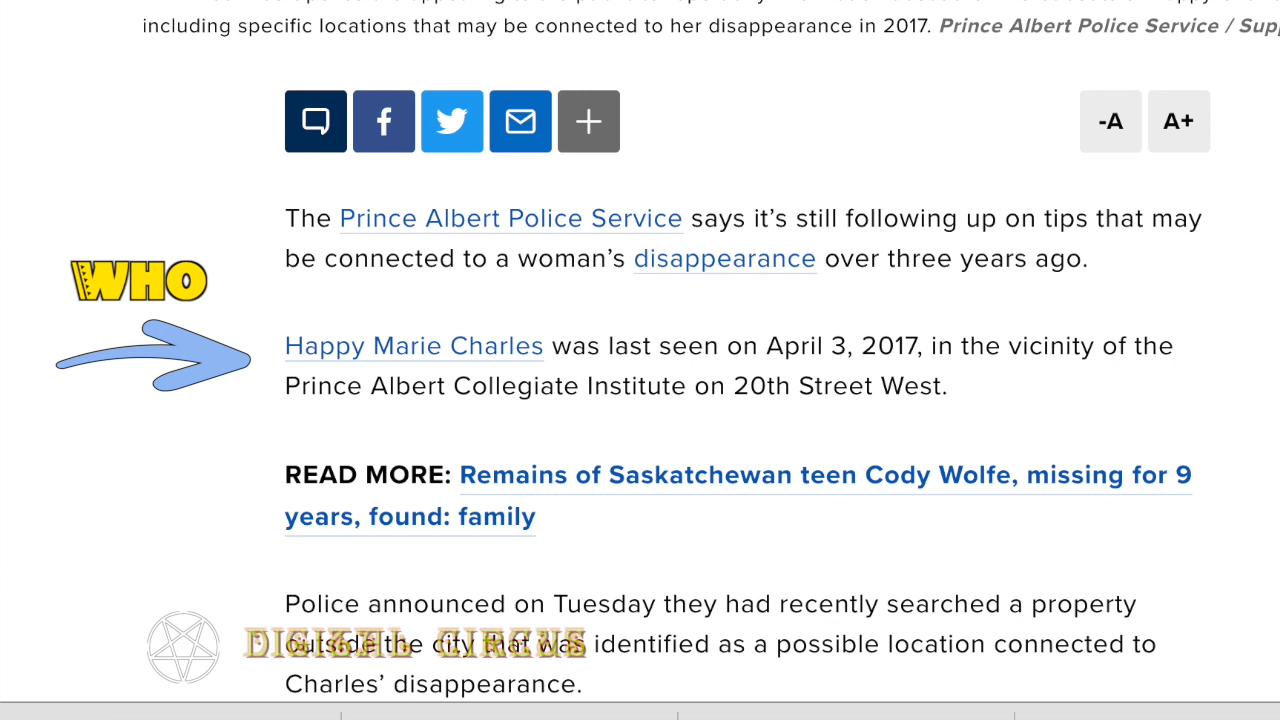 including specific locations that may be connected to her disappearance in 2017. Prince Albert Police Service /
-A A+
The Prince Albert Police Service says it’s still following up on tips that may
be connected to a woman’s disappearance over three years ago.
WHO
Happy Marie Charles was last seen on April 3, 2017, in the vicinity of the
Prince Albert Collegiate Institute on 20th Street West.
READ MORE: Remains of Saskatchewan teen Cody Wolfe, missing for 9
years, found: family
Police announced on Tuesday they had recently searched a property
outside the city that was identified as a possible location connected to
DIGITAL CIRCUS
Charles’ disappearance.